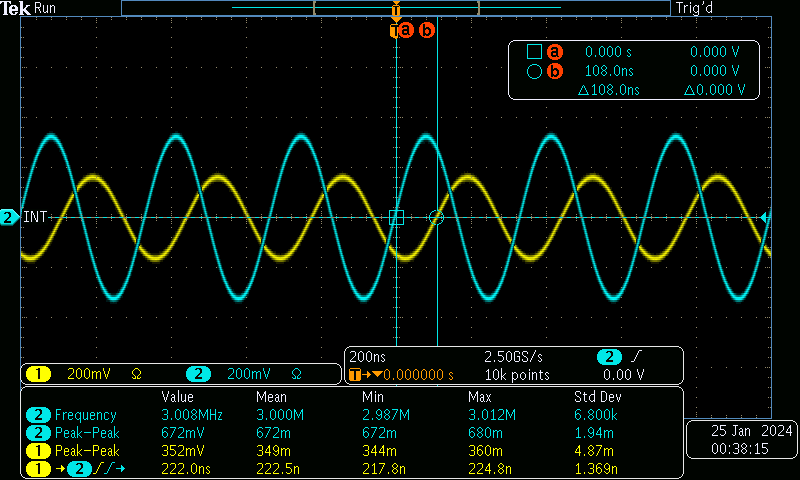 Tek Run Trig'd
T a b
a 0.000 s 0.000 V
b 108.0ns 0.000 V
△108.0ns △0.000 V
2 INT
1 200mV Ω 2 200mV Ω
200ns 2.50GS/s 2
T→▼0.000000 s 10k points 0.00 V
Value Mean Min Max Std Dev
2 Frequency 3.008MHz 3.000M 2.987M 3.012M 6.800k
2 Peak–Peak 672mV 672m 672m 680m 1.94m
1 Peak–Peak 352mV 349m 344m 360m 4.87m
1 → 2 → 222.0ns 222.5n 217.8n 224.8n 1.369n
25 Jan 2024
00:38:15